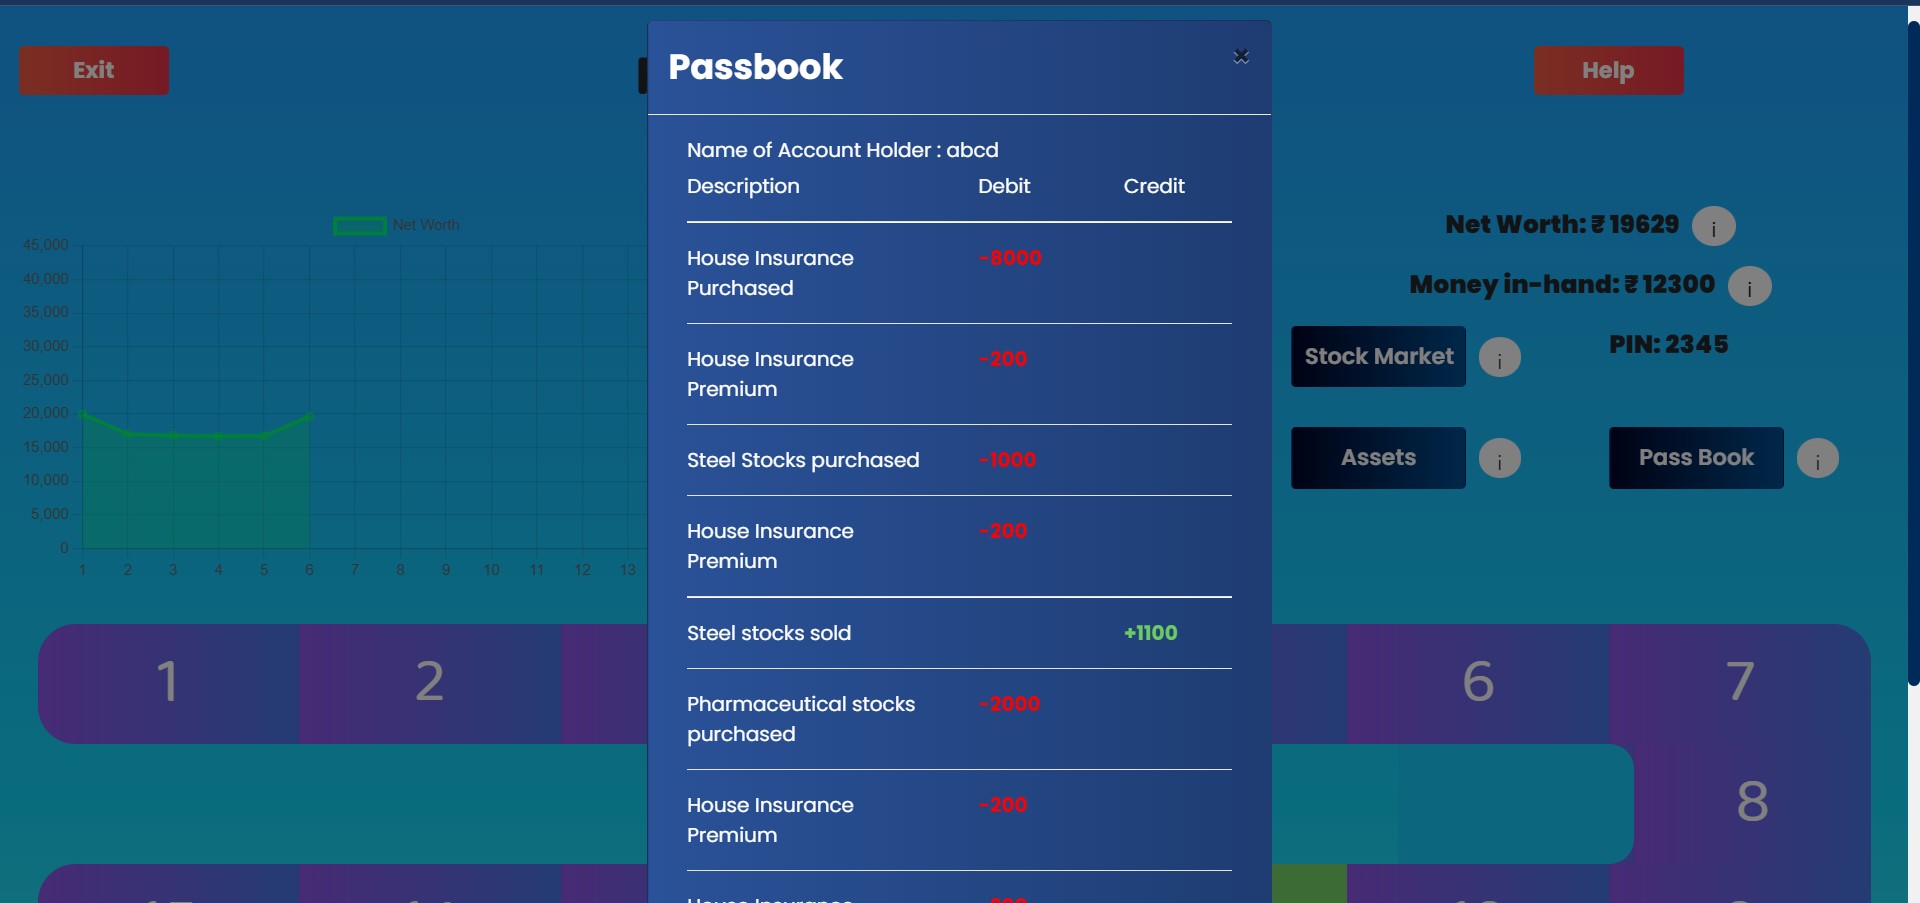 Exit
Passbook
×
Help
Name of Account Holder : abcd
Description Debit Credit
House Insurance -8000
Purchased
House Insurance -200
Premium
Steel Stocks purchased -1000
House Insurance -200
Premium
Steel stocks sold +1100
Pharmaceutical stocks -2000
purchased
House Insurance -200
Premium
Net Worth
45,000
40,000
35,000
30,000
25,000
20,000
15,000
10,000
5,000
0
1 2 3 4 5 6 7 8 9 10 11 12 13
Net Worth: ₹ 19629 i
Money in-hand: ₹ 12300 i
Stock Market i PIN: 2345
Assets i Pass Book i
1 2 6 7
8